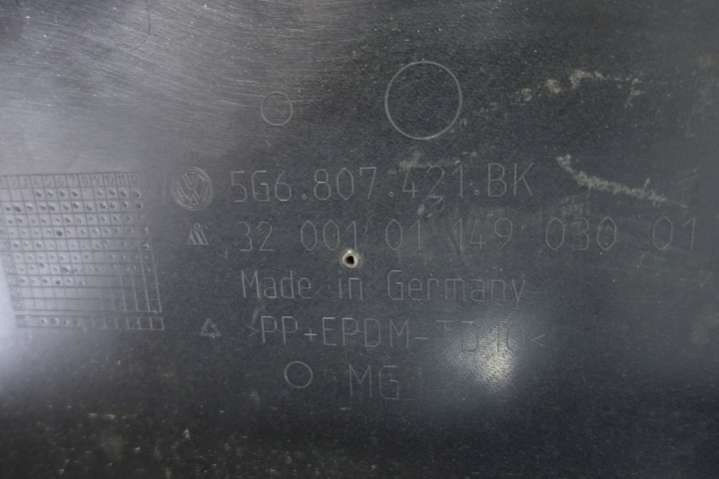 5G6.807.421.BK
32 001 01 149 030 01
Made in Germany
>PP+EPDM-TD10<
MG